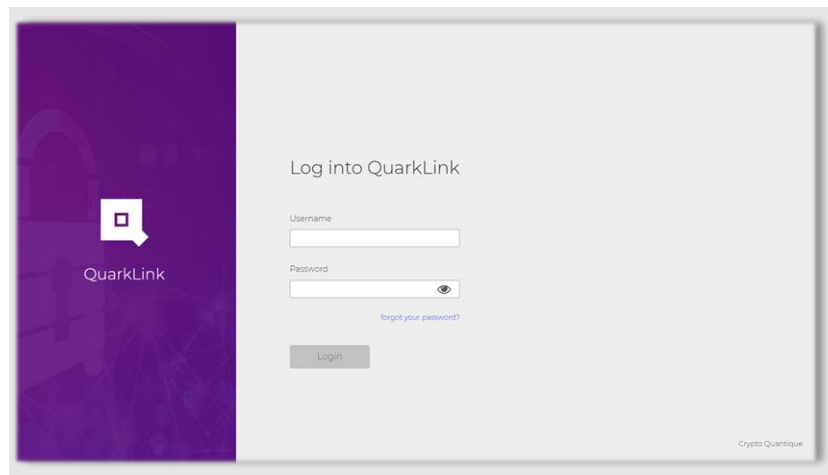 QuarkLink
Log into QuarkLink
Username
Password
forgot your password?
Login
Crypto Quantique